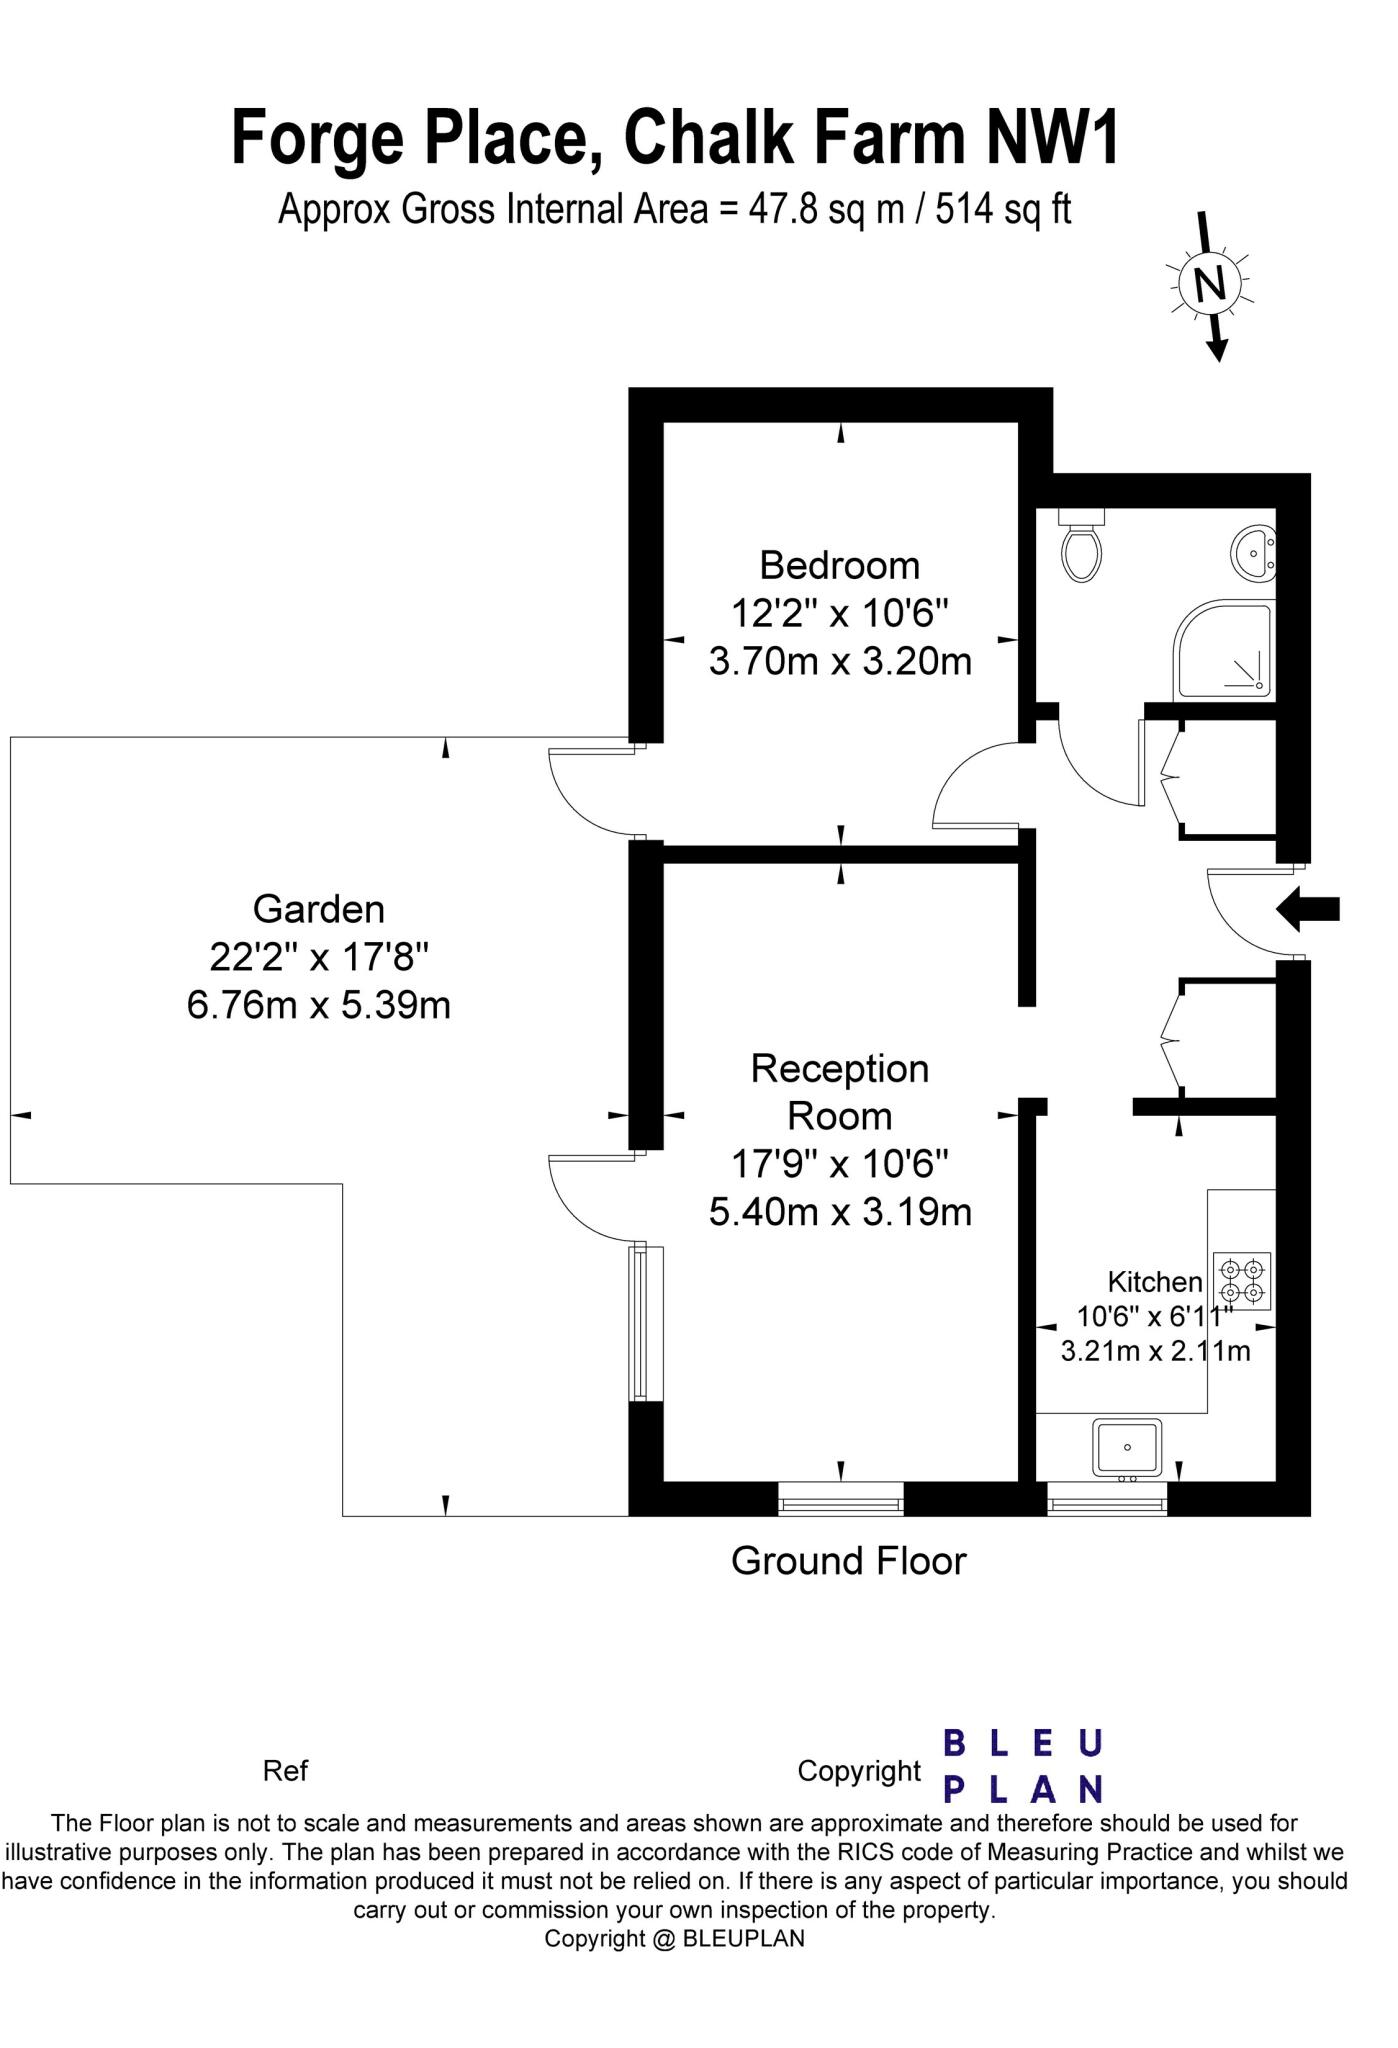 Forge Place, Chalk Farm NW1
Approx Gross Internal Area = 47.8 sq m / 514 sq ft
N
Bedroom
12'2" x 10'6"
3.70m x 3.20m
Garden
22'2" x 17'8"
6.76m x 5.39m
Reception
Room
17'9" x 10'6"
5.40m x 3.19m
Kitchen
10'6" x 6'11"
3.21m x 2.11m
Ground Floor
Ref
Copyright
BLEU
PLAN
The Floor plan is not to scale and measurements and areas shown are approximate and therefore should be used for
illustrative purposes only. The plan has been prepared in accordance with the RICS code of Measuring Practice and whilst we
have confidence in the information produced it must not be relied on. If there is any aspect of particular importance, you should
carry out or commission your own inspection of the property.
Copyright @ BLEUPLAN